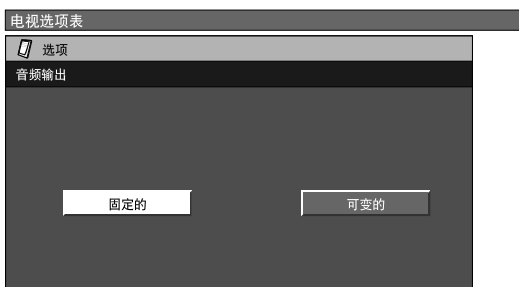 电视选项表
选项
音频输出
固定的
可变的